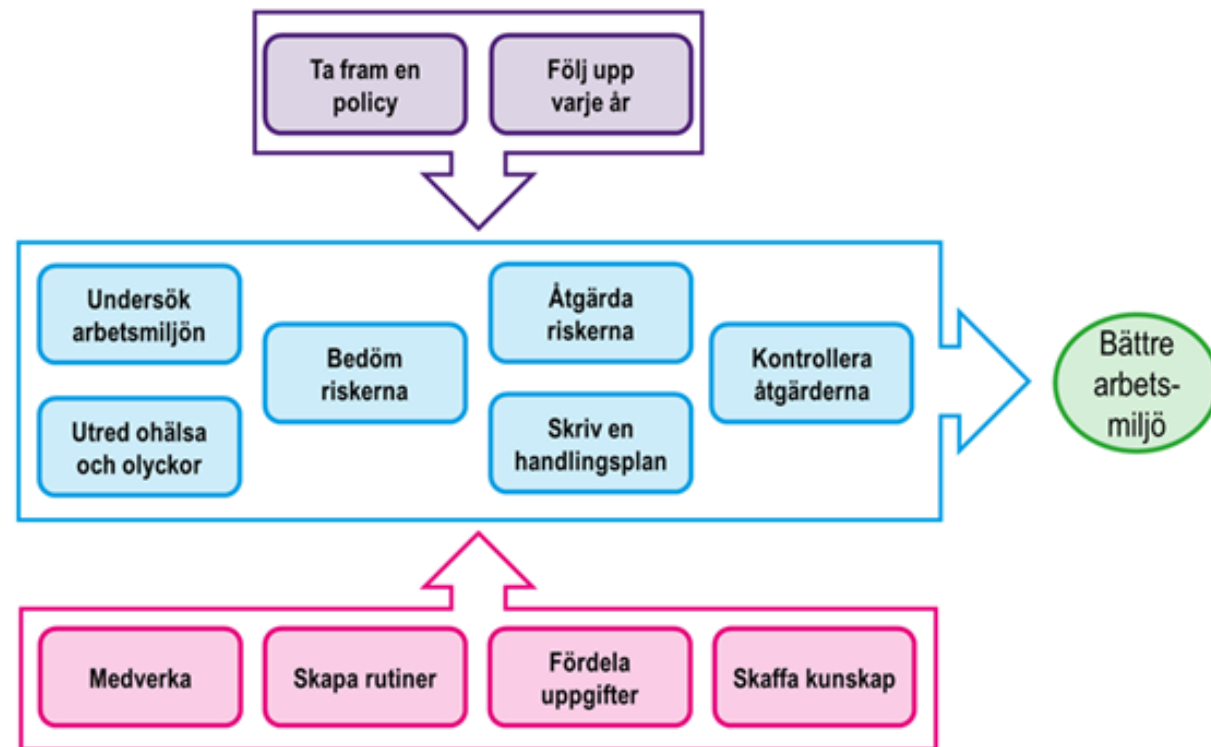 Ta fram en
policy
Följ upp
varje år
Undersök
arbetsmiljön
Utred ohälsa
och olyckor
Bedöm
riskerna
Åtgärda
riskerna
Skriv en
handlingsplan
Kontrollera
åtgärderna
Bättre
arbets-
miljö
Medverka
Skapa rutiner
Fördela
uppgifter
Skaffa kunskap